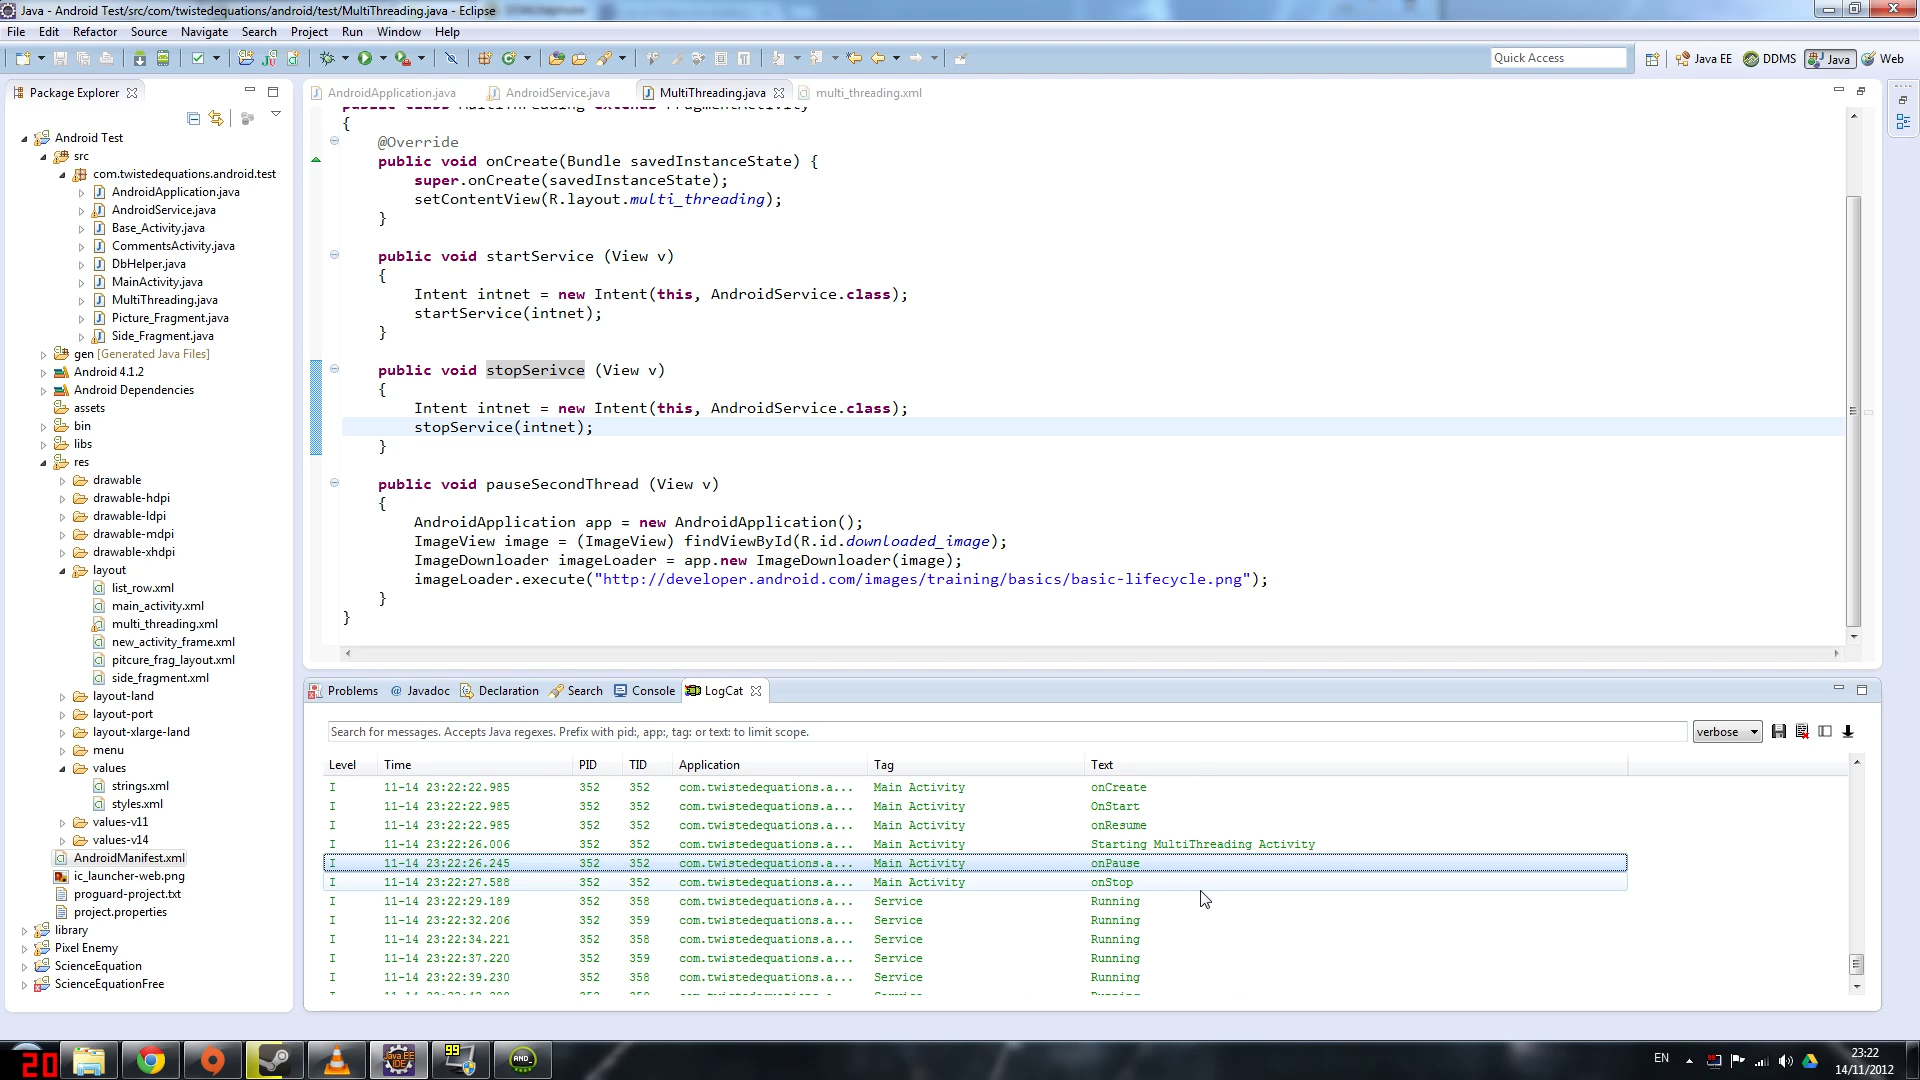 Java - Android Test/src/com/twistedequations/android/test/MultiThreading.java - Eclipse
File Edit Refactor Source Navigate Search Project Run Window Help
Quick Access Java EE DDMS Java Web
Package Explorer
Android Test
src
com.twistedequations.android.test
AndroidApplication.java
AndroidService.java
Base_Activity.java
CommentsActivity.java
DbHelper.java
MainActivity.java
MultiThreading.java
Picture_Fragment.java
Side_Fragment.java
gen [Generated Java Files]
Android 4.1.2
Android Dependencies
assets
bin
libs
res
drawable
drawable-hdpi
drawable-ldpi
drawable-mdpi
drawable-xhdpi
layout
list_row.xml
main_activity.xml
multi_threading.xml
new_activity_frame.xml
pitcure_frag_layout.xml
side_fragment.xml
layout-land
layout-port
layout-xlarge-land
menu
values
strings.xml
styles.xml
values-v11
values-v14
AndroidManifest.xml
ic_launcher-web.png
proguard-project.txt
project.properties
library
Pixel Enemy
ScienceEquation
ScienceEquationFree
AndroidApplication.java AndroidService.java MultiThreading.java multi_threading.xml
public class MultiThreading extends FragmentActivity
{
@Override
public void onCreate(Bundle savedInstanceState) {
super.onCreate(savedInstanceState);
setContentView(R.layout.multi_threading);
}
public void startService (View v)
{
Intent intnet = new Intent(this, AndroidService.class);
startService(intnet);
}
public void stopSerivce (View v)
{
Intent intnet = new Intent(this, AndroidService.class);
stopService(intnet);
}
public void pauseSecondThread (View v)
{
AndroidApplication app = new AndroidApplication();
ImageView image = (ImageView) findViewById(R.id.downloaded_image);
ImageDownloader imageLoader = app.new ImageDownloader(image);
imageLoader.execute("http://developer.android.com/images/training/basics/basic-lifecycle.png");
}
}
Problems @ Javadoc Declaration Search Console LogCat
Search for messages. Accepts Java regexes. Prefix with pid:, app:, tag: or text: to limit scope. verbose
Level Time PID TID Application Tag Text
I 11-14 23:22:22.985 352 352 com.twistedequations.a... Main Activity onCreate
I 11-14 23:22:22.985 352 352 com.twistedequations.a... Main Activity OnStart
I 11-14 23:22:22.985 352 352 com.twistedequations.a... Main Activity onResume
I 11-14 23:22:26.006 352 352 com.twistedequations.a... Main Activity Starting MultiThreading Activity
I 11-14 23:22:26.245 352 352 com.twistedequations.a... Main Activity onPause
I 11-14 23:22:27.588 352 352 com.twistedequations.a... Main Activity onStop
I 11-14 23:22:29.189 352 358 com.twistedequations.a... Service Running
I 11-14 23:22:32.206 352 359 com.twistedequations.a... Service Running
I 11-14 23:22:34.221 352 358 com.twistedequations.a... Service Running
I 11-14 23:22:37.220 352 359 com.twistedequations.a... Service Running
I 11-14 23:22:39.230 352 358 com.twistedequations.a... Service Running
20 Java EE IDE 99 AND_ EN 23:22
14/11/2012